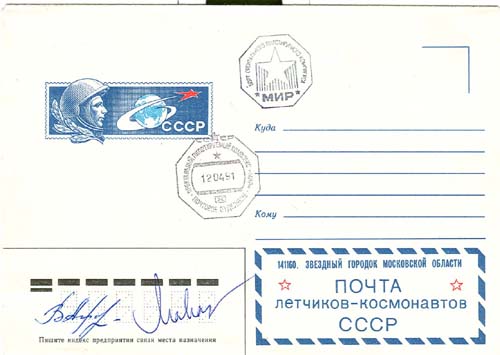 МИР
СССР
12 04 91
Куда
Кому
141160. ЗВЕЗДНЫЙ ГОРОДОК МОСКОВСКОЙ ОБЛАСТИ
ПОЧТА
летчиков-космонавтов
СССР
Пишите индекс предприятия связи места назначения